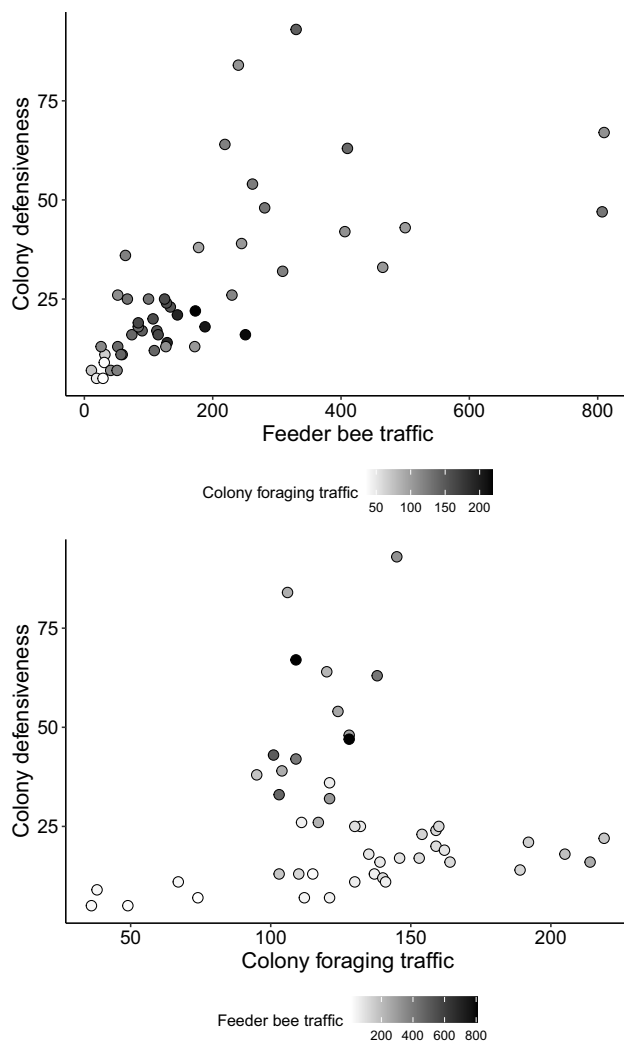 Colony defensiveness
75
50
25
0 200 400 600 800
Feeder bee traffic
Colony foraging traffic
50 100 150 200
Colony defensiveness
75
50
25
50 100 150 200
Colony foraging traffic
Feeder bee traffic
200 400 600 800